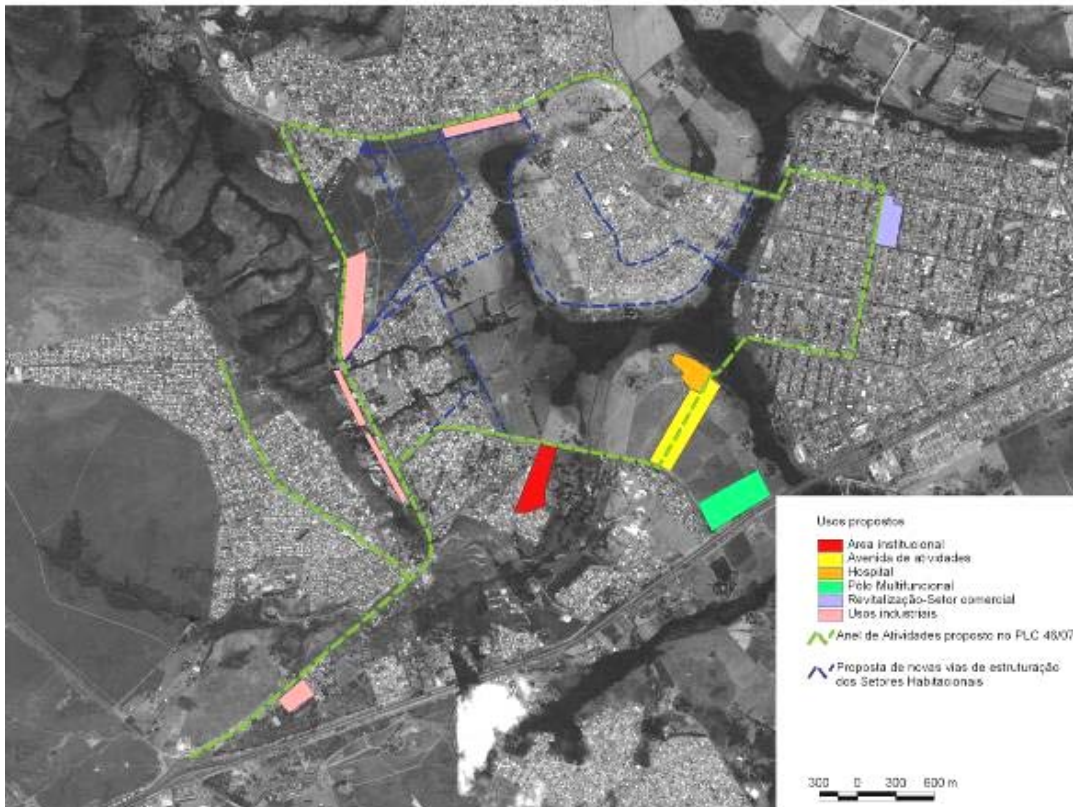 Usos propostos
Área institucional
Avenida de atividades
Hospital
Pólo Multifuncional
Revitalização-Setor comercial
Usos industriais
Anel de Atividades proposto no PLC 46/07
Proposta de novas vias de estruturação
dos Setores Habitacionais
300 0 300 600 m